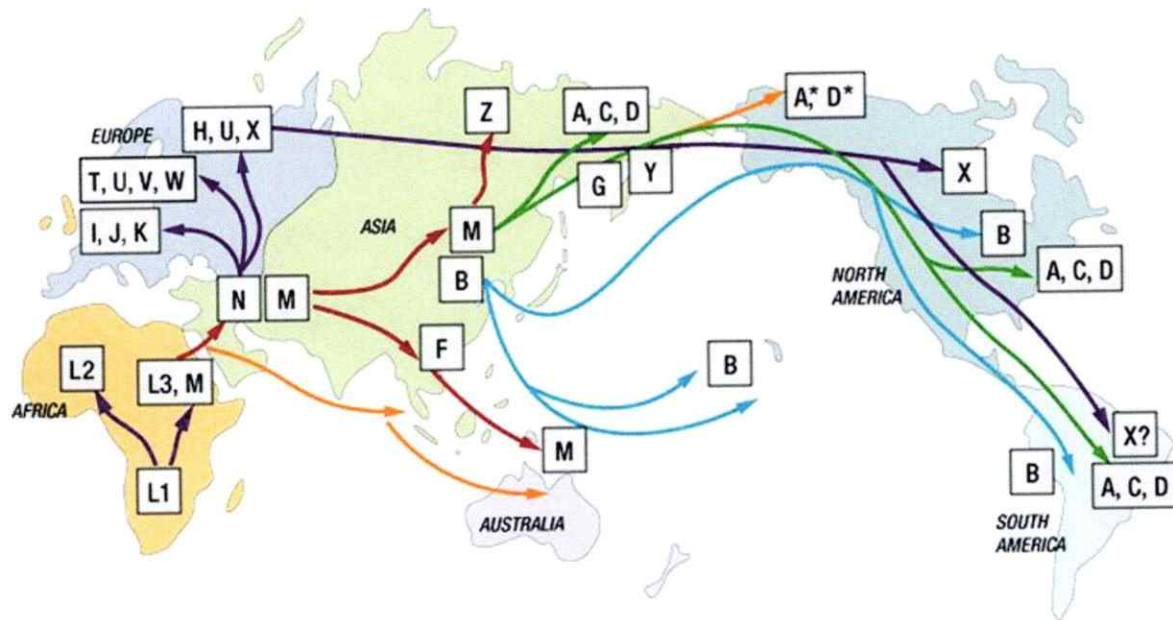 Z
A, C, D
A,* D*
EUROPE
H, U, X
T, U, V, W
G
Y
X
I, J, K
ASIA
M
B
B
N
M
NORTH
AMERICA
A, C, D
F
B
L2
L3, M
AFRICA
M
X?
L1
B
A, C, D
AUSTRALIA
SOUTH
AMERICA